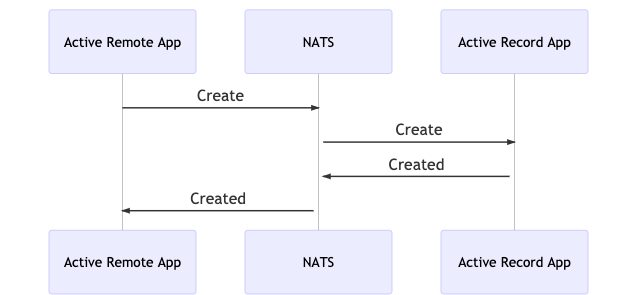 Active Remote App
NATS
Active Record App
Create
Create
Created
Created
Active Remote App
NATS
Active Record App